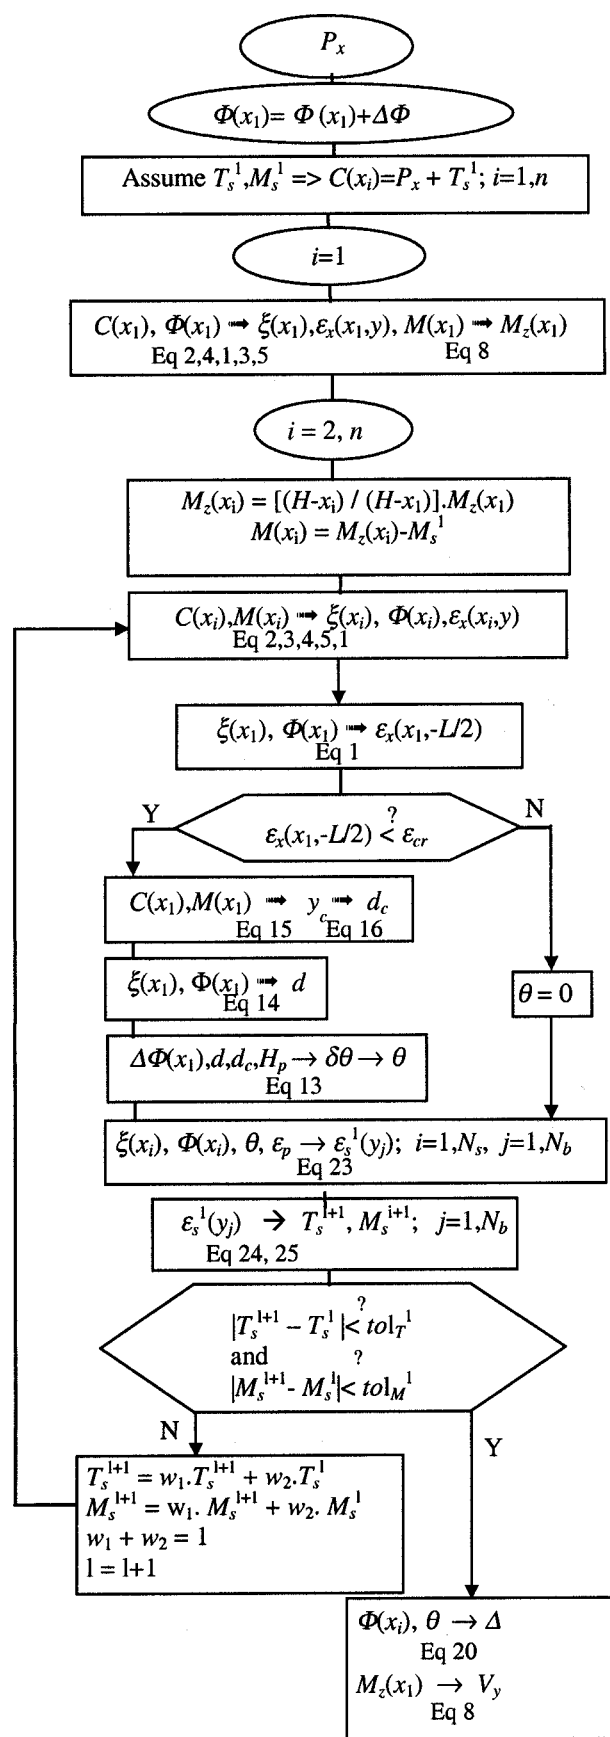 P_x
Φ(x_1)= Φ (x_1)+ΔΦ
Assume T_s^1,M_s^1 => C(x_i)=P_x + T_s^1; i=1,n
i=1
C(x_1), Φ(x_1) ➟ ξ(x_1),ε_x(x_1,y), M(x_1) ➟ M_z(x_1)
Eq 2,4,1,3,5 Eq 8
i = 2, n
M_z(x_i) = [(H-x_i) / (H-x_1)].M_z(x_1)
M(x_i) = M_z(x_i)-M_s^1
C(x_i),M(x_i) ➟ ξ(x_i), Φ(x_i),ε_x(x_i,y)
Eq 2,3,4,5,1
ξ(x_1), Φ(x_1) ➟ ε_x(x_1,-L/2)
Eq 1
Y
N
?
ε_x(x_1,-L/2) < ε_cr
C(x_1),M(x_1) ➟ y_c ➟ d_c
Eq 15 Eq 16
ξ(x_1), Φ(x_1) ➟ d
Eq 14
θ = 0
ΔΦ(x_1),d,d_c,H_p → δθ → θ
Eq 13
ξ(x_i), Φ(x_i), θ, ε_p → ε_s^1(y_j); i=1,N_s, j=1,N_b
Eq 23
ε_s^1(y_j) → T_s^l+1, M_s^i+1; j=1,N_b
Eq 24, 25
?
|T_s^l+1 – T_s^1 |< tol_T^1
and ?
|M_s^l+1- M_s^l|< tol_M^1
N
Y
T_s^l+1 = w_1.T_s^l+1 + w_2.T_s^l
M_s^l+1 = w_1. M_s^l+1 + w_2. M_s^l
w_1 + w_2 = 1
l = l+1
Φ(x_i), θ → Δ
Eq 20
M_z(x_1) → V_y
Eq 8